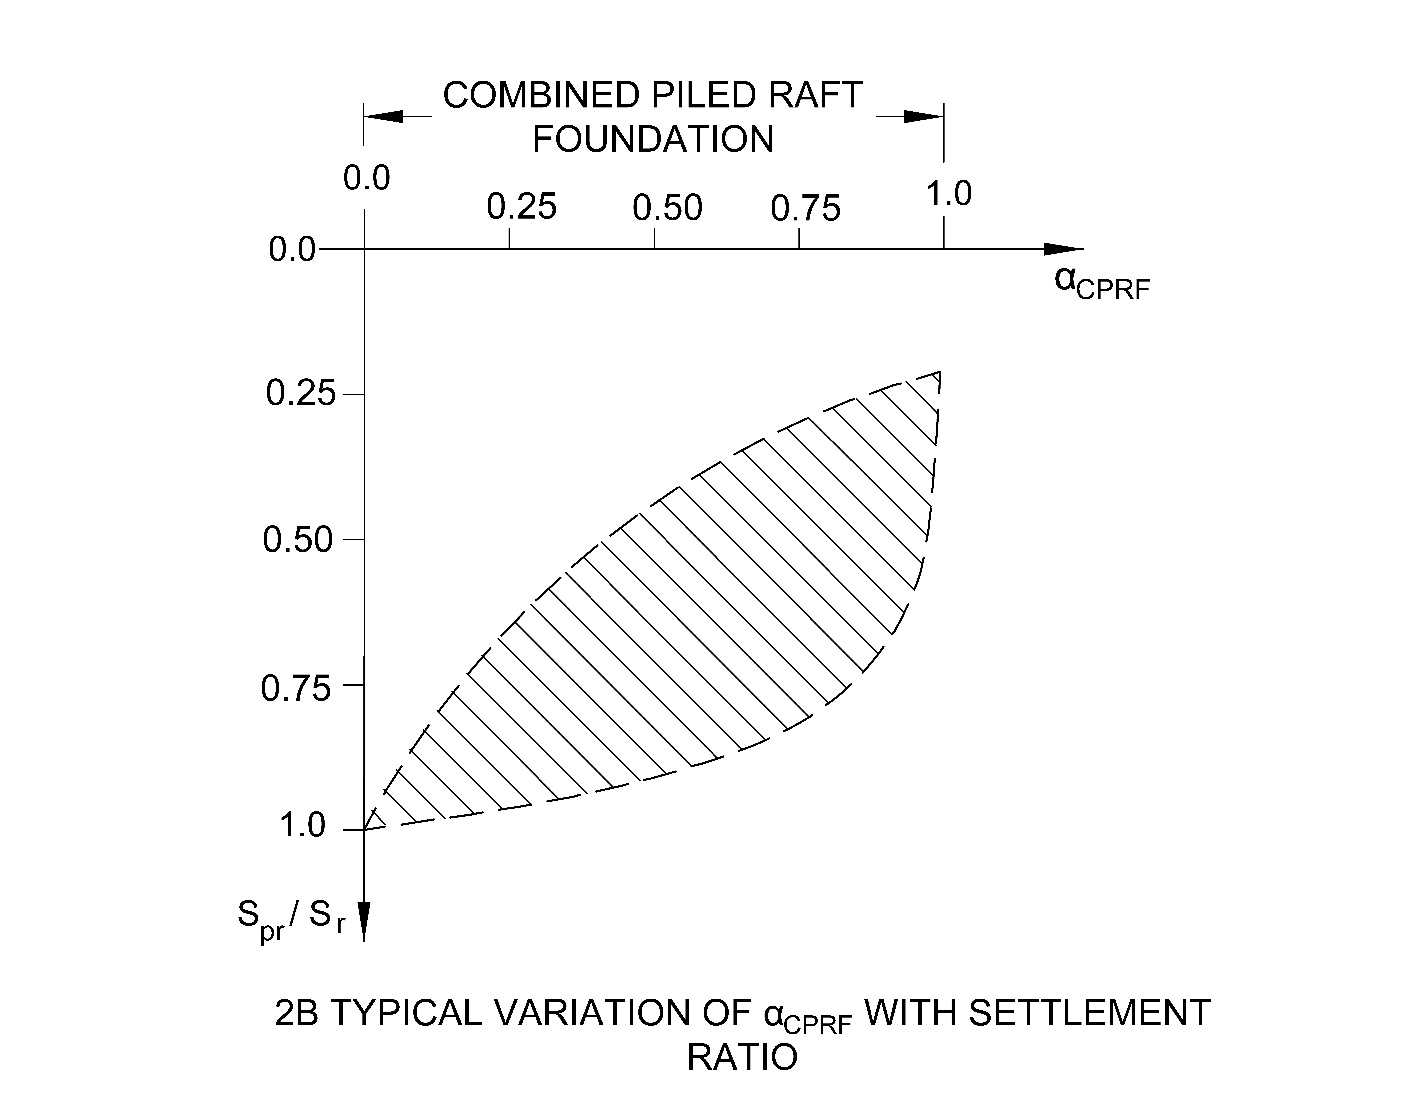 COMBINED PILED RAFT
FOUNDATION
0.0
0.25 0.50 0.75 1.0
0.0
αCPRF
0.25
0.50
0.75
1.0
Spr / Sr
2B TYPICAL VARIATION OF αCPRF WITH SETTLEMENT
RATIO